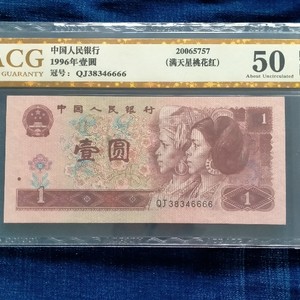 ACG
GUARANTY
中国人民银行
1996年壹圆
冠号： QJ38346666
20065757
（满天星桃花红）
50
About Uncirculated
中国人民银行
1
壹圆
1
QJ38346666
1